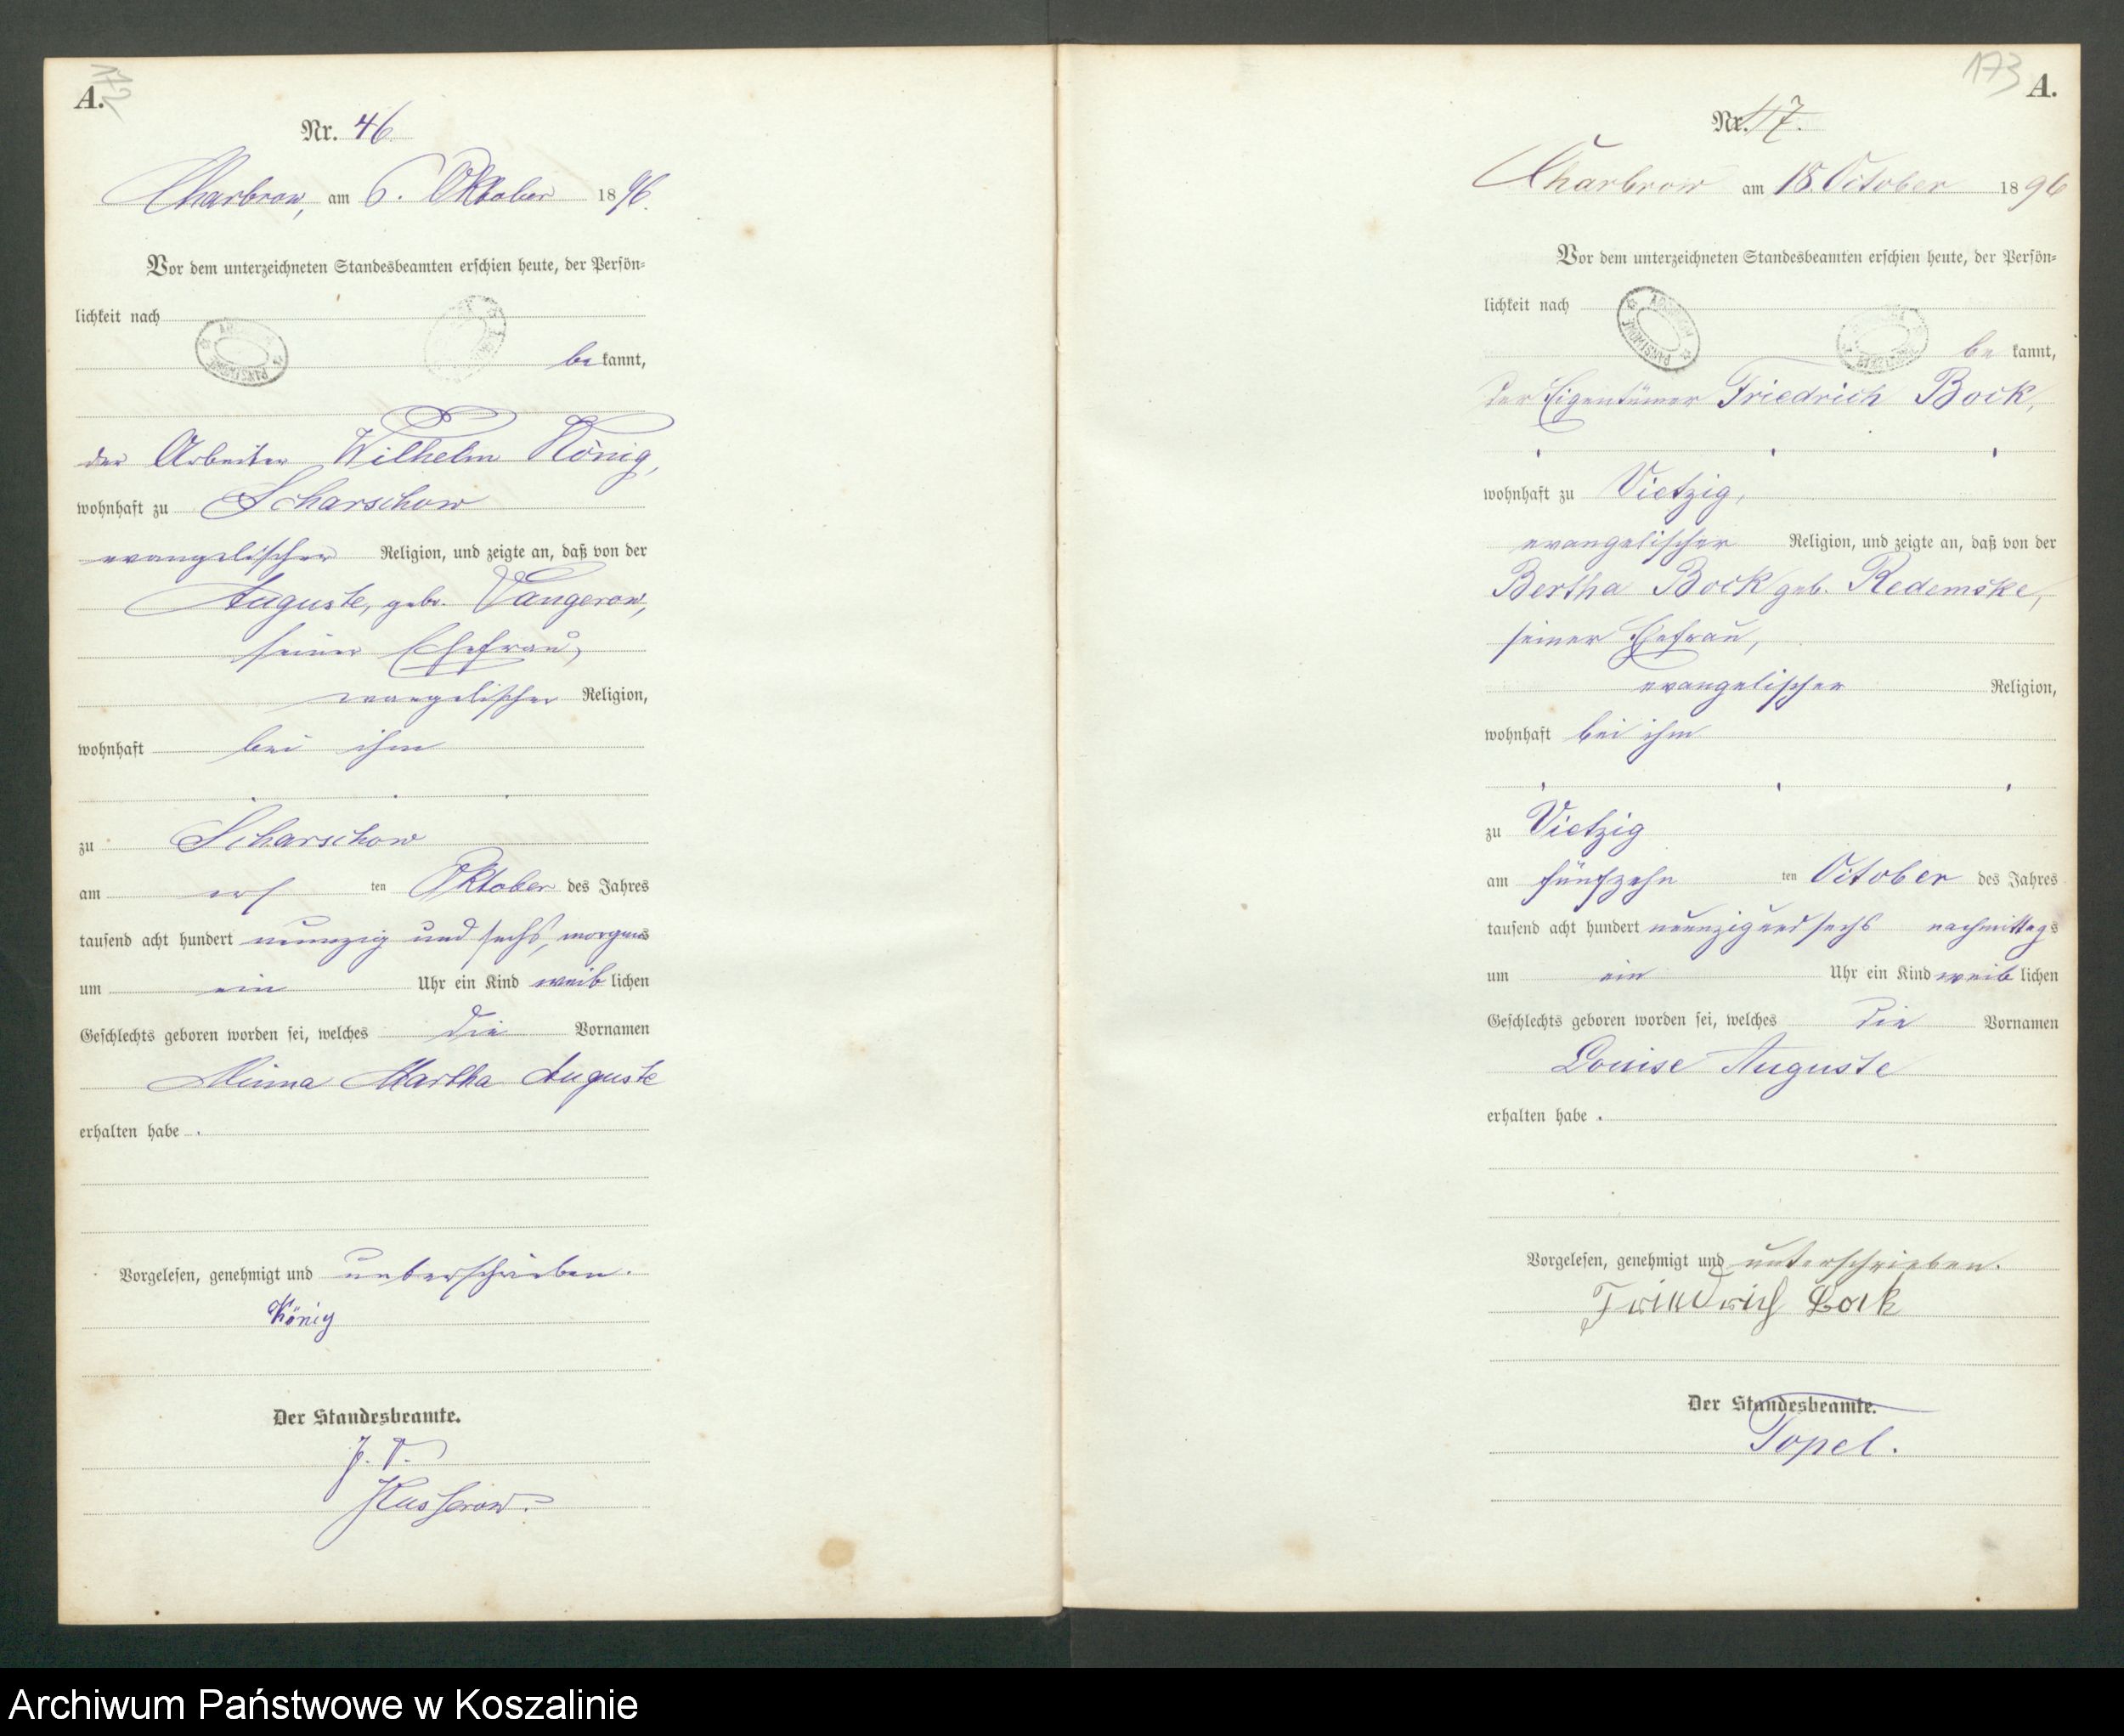 A.
172
Nr. 46
Charbrow, am 6. Oktober 1896.
Vor dem unterzeichneten Standesbeamten erschien heute, der Persön-
lichkeit nach
bekannt,
der Arbeiter Wilhelm König,
wohnhaft zu Scharschow
evangelischer Religion, und zeigte an, daß von der
Auguste, geb. Vangerow,
seiner Ehefrau,
evangelischer Religion,
wohnhaft bei ihm
zu Scharschow
am ersten Oktober des Jahres
tausend acht hundert neunzig und sechs, morgens
um ein Uhr ein Kind weiblichen
Geschlechts geboren worden sei, welches die Vornamen
Minna Martha Auguste
erhalten habe.
Vorgelesen, genehmigt und unterschrieben.
König
Der Standesbeamte.
J. V.
Kusserow.
173
A.
Nr. 47.
Charbrow am 18. October 1896
Vor dem unterzeichneten Standesbeamten erschien heute, der Persön-
lichkeit nach
bekannt,
der Eigentümer Friedrich Bock,
wohnhaft zu Vietzig,
evangelischer Religion, und zeigte an, daß von der
Bertha Bock geb. Redemske,
seiner Ehefrau,
evangelischer Religion,
wohnhaft bei ihm
zu Vietzig
am fünfzehnten October des Jahres
tausend acht hundert neunzig und sechs nachmittags
um ein Uhr ein Kind weiblichen
Geschlechts geboren worden sei, welches die Vornamen
Louise Auguste
erhalten habe.
Vorgelesen, genehmigt und unterschrieben.
Friedrich Bock
Der Standesbeamte.
Topel.
Archiwum Państwowe w Koszalinie